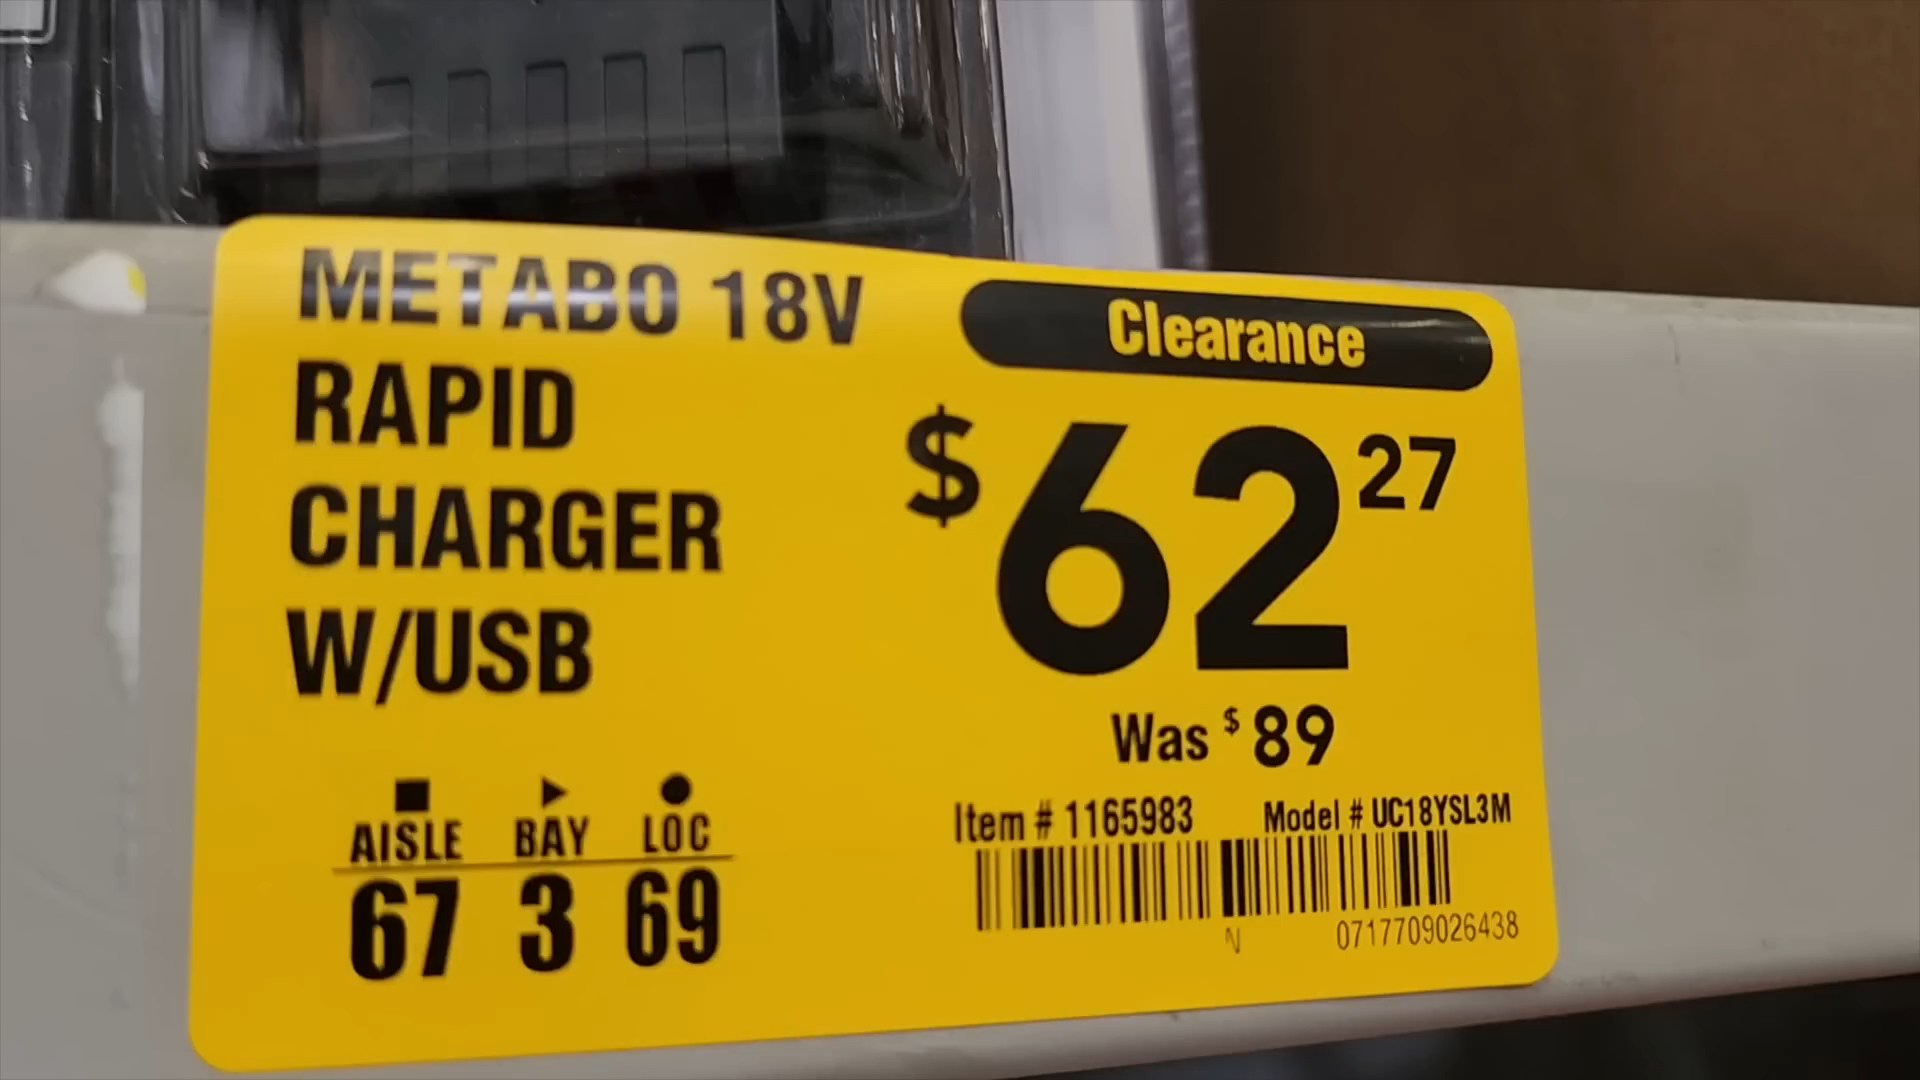 METABO 18V
RAPID
CHARGER
W/USB
Clearance
$62 27
Was $89
Item # 1165983 Model # UC18YSL3M
AISLE BAY LOC
67 3 69
N 0717709026438